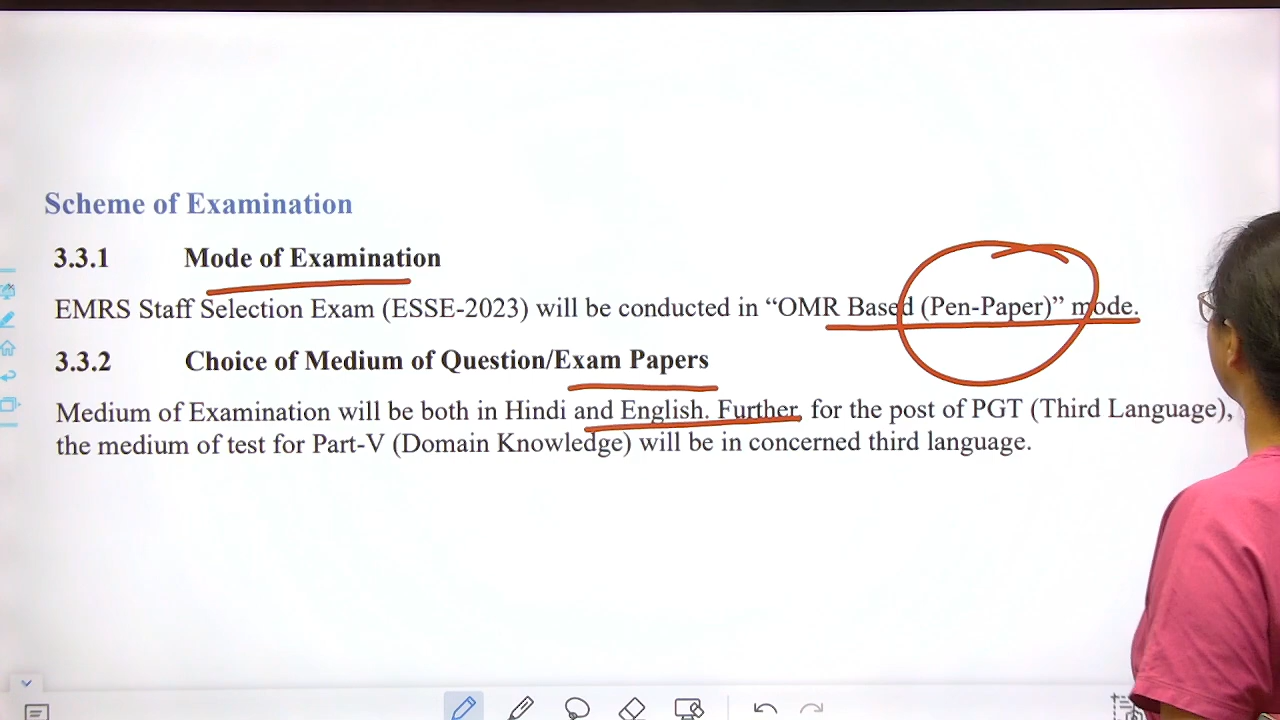 Scheme of Examination
3.3.1 Mode of Examination
EMRS Staff Selection Exam (ESSE-2023) will be conducted in “OMR Based (Pen-Paper)” mode.
3.3.2 Choice of Medium of Question/Exam Papers
Medium of Examination will be both in Hindi and English. Further, for the post of PGT (Third Language),
the medium of test for Part-V (Domain Knowledge) will be in concerned third language.